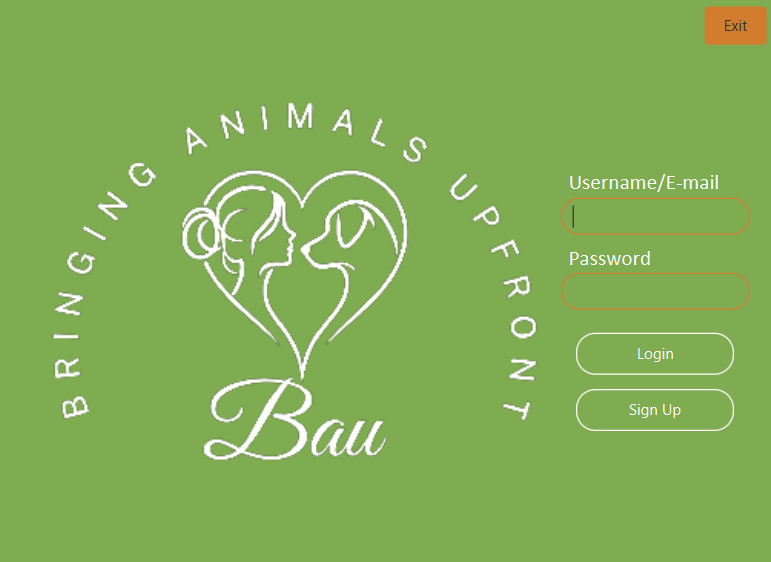 Exit
BRINGING ANIMALS UPFRONT
Bau
Username/E-mail
Password
Login
Sign Up